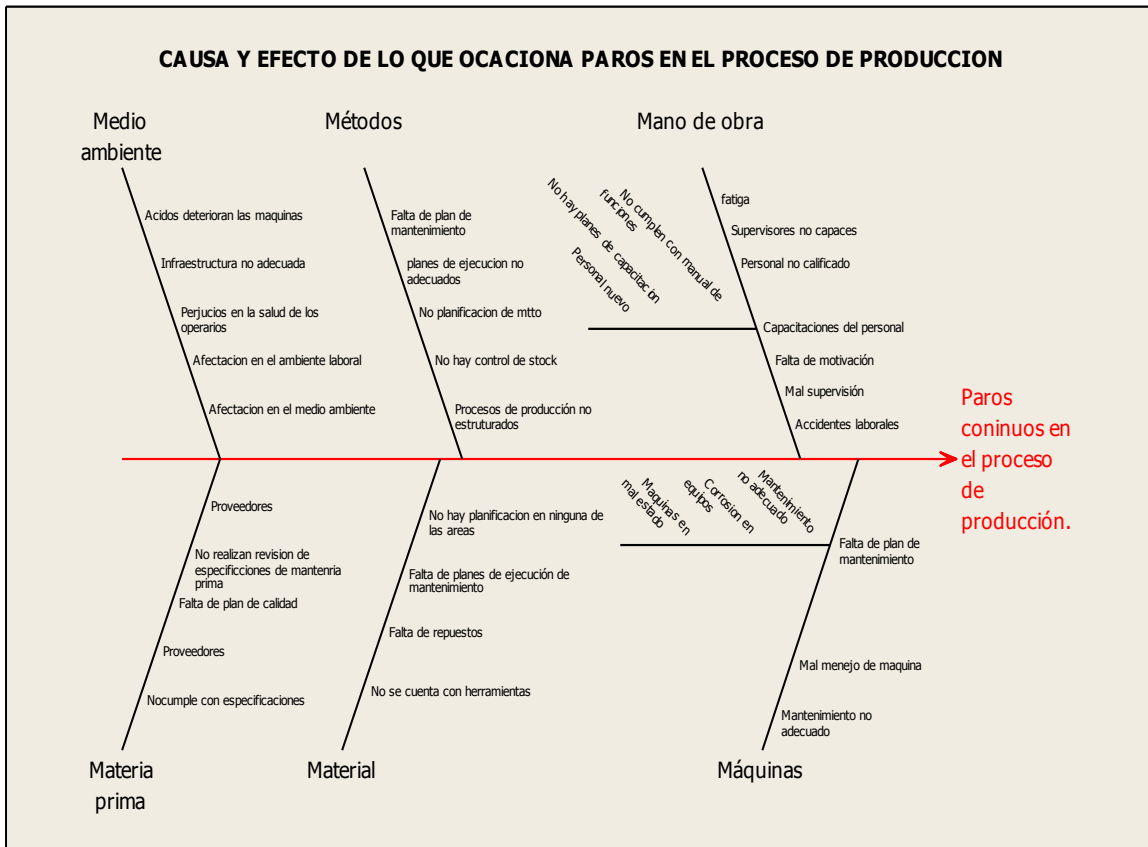 CAUSA Y EFECTO DE LO QUE OCACIONA PAROS EN EL PROCESO DE PRODUCCION
Medio
ambiente
Métodos
Mano de obra
Acidos deterioran las maquinas
Infraestructura no adecuada
Perjucios en la salud de los
operarios
Afectacion en el ambiente laboral
Afectacion en el medio ambiente
Falta de plan de
mantenimiento
planes de ejecucion no
adecuados
No planificacion de mtto
No hay control de stock
Procesos de producción no
estruturados
fatiga
Supervisores no capaces
Personal no calificado
Capacitaciones del personal
No cumplen con manual de
funciones
No hay planes de capacitacion
Personal nuevo
Falta de motivación
Mal supervisión
Accidentes laborales
Paros
coninuos en
el proceso
de
producción.
Proveedores
No realizan revision de
especificciones de mantenria
prima
Falta de plan de calidad
Proveedores
Nocumple con especificaciones
No hay planificacion en ninguna de
las areas
Falta de planes de ejecución de
mantenimiento
Falta de repuestos
No se cuenta con herramientas
Maquinas en
mal estado
Corrosion en
equipos
Mantenimiento
no adecuado
Falta de plan de
mantenimiento
Mal menejo de maquina
Mantenimiento no
adecuado
Materia
prima
Material
Máquinas